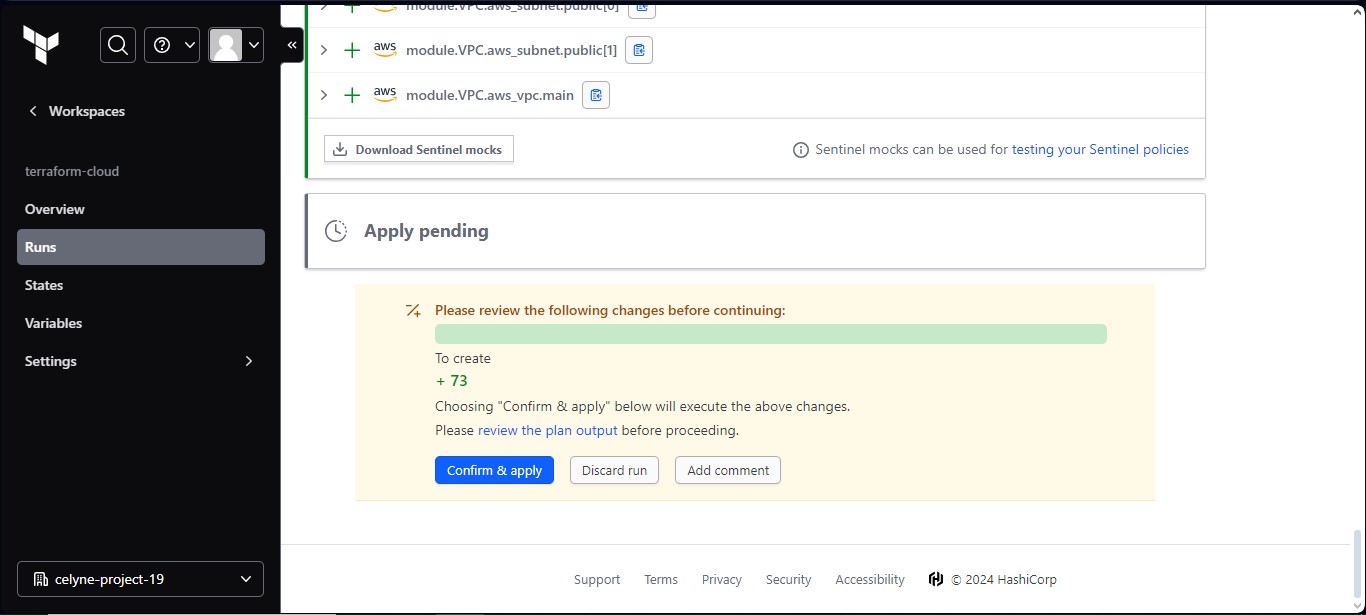 Workspaces
terraform-cloud
Overview
Runs
States
Variables
Settings
celyne-project-19
aws module.VPC.aws_subnet.public[0]
aws module.VPC.aws_subnet.public[1]
aws module.VPC.aws_vpc.main
Download Sentinel mocks
Sentinel mocks can be used for testing your Sentinel policies
Apply pending
Please review the following changes before continuing:
To create
+ 73
Choosing "Confirm & apply" below will execute the above changes.
Please review the plan output before proceeding.
Confirm & apply Discard run Add comment
Support Terms Privacy Security Accessibility © 2024 HashiCorp